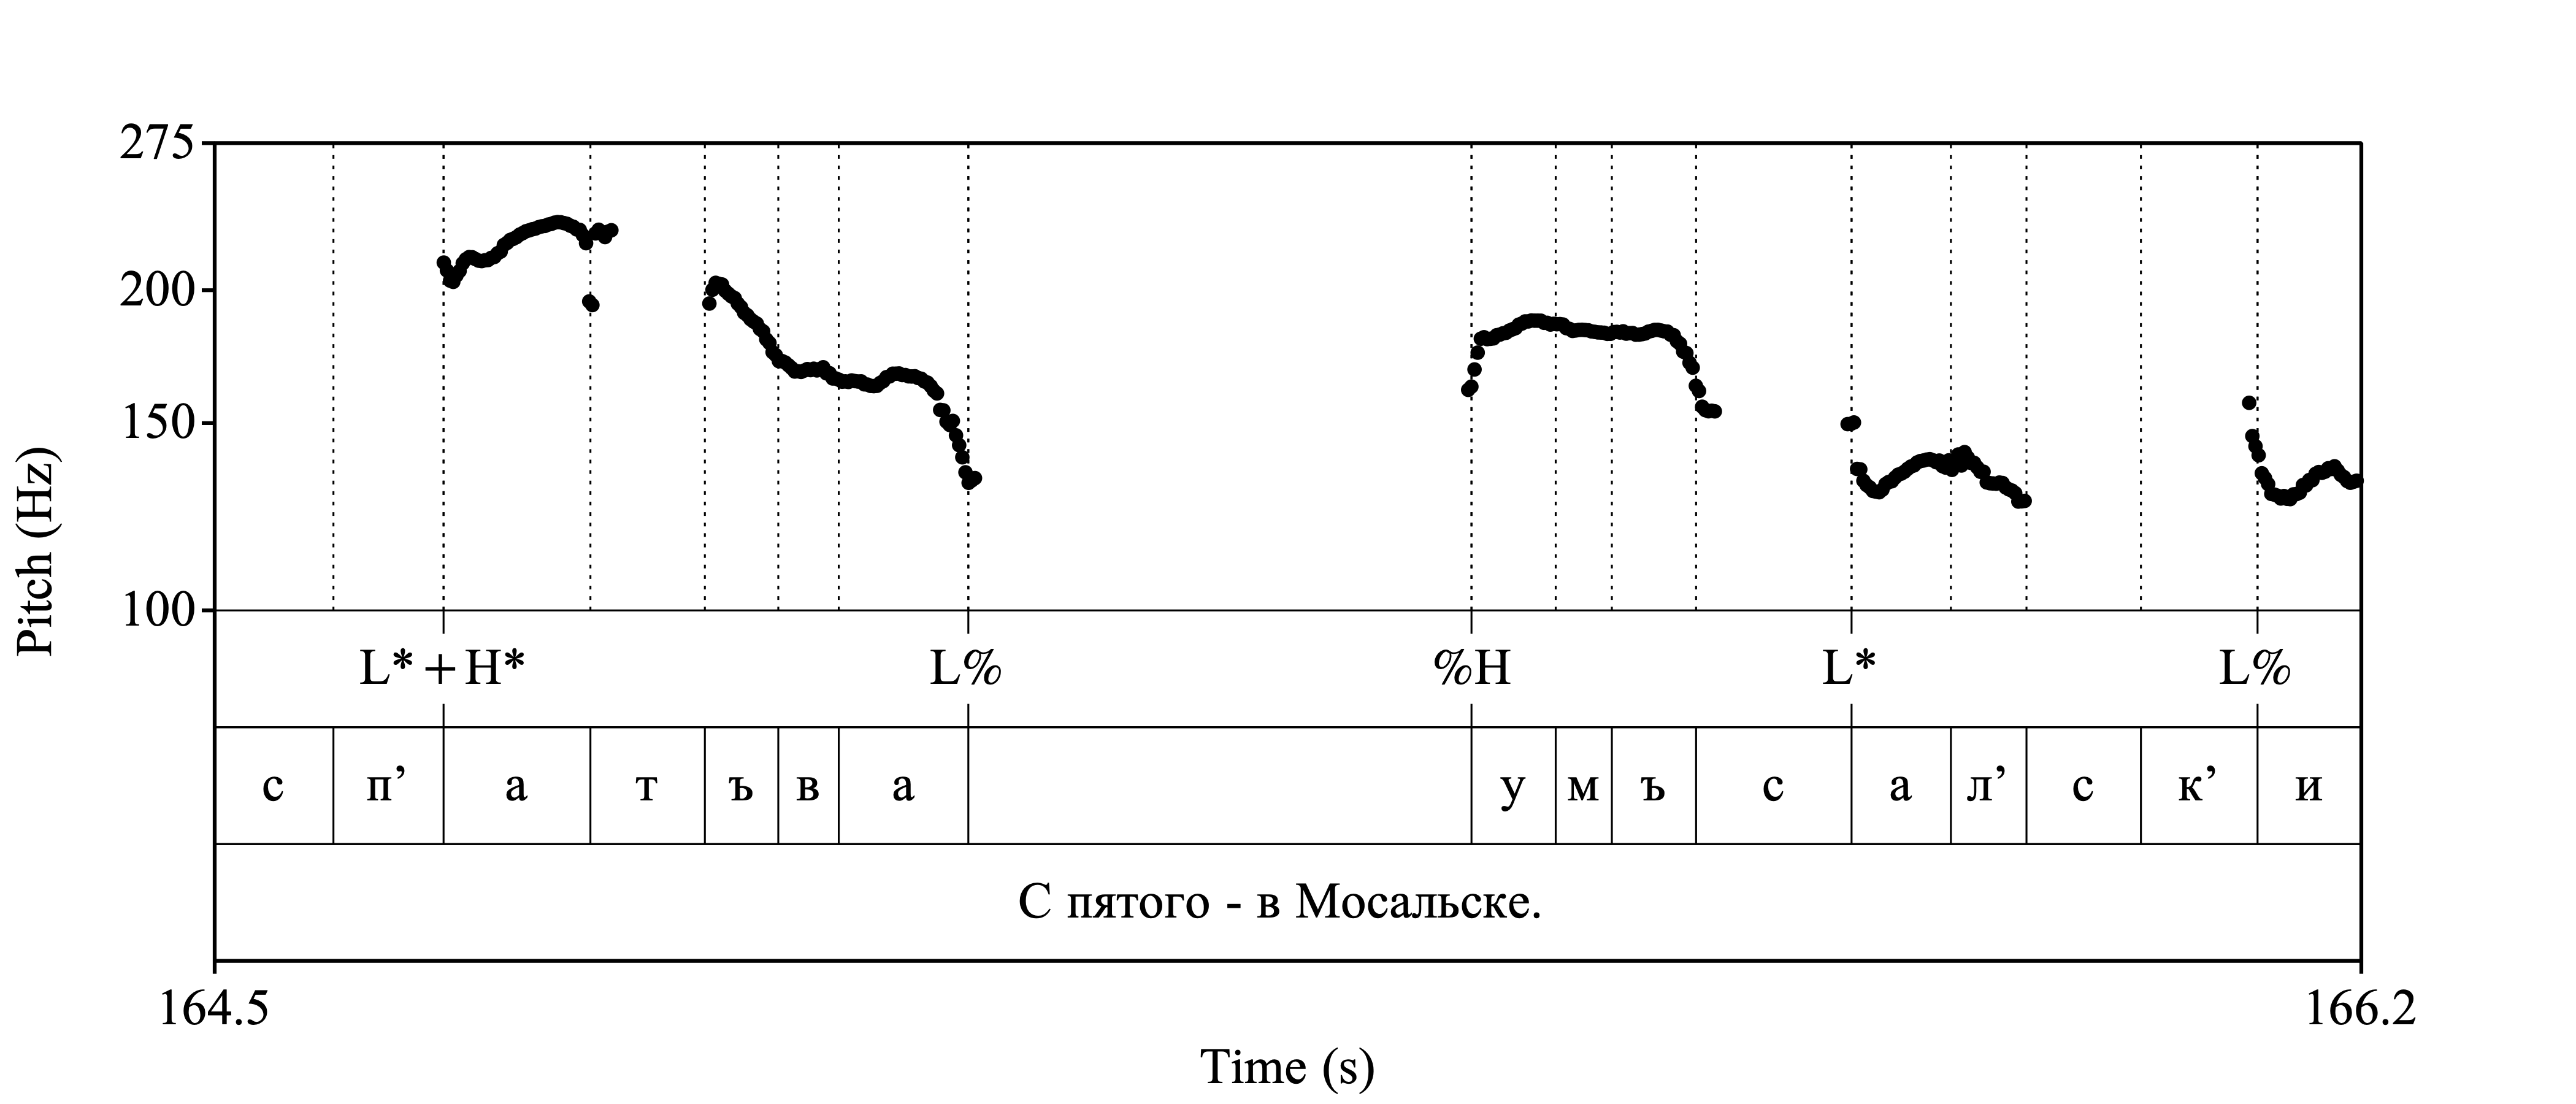 275
200
150
100
Pitch (Hz)
L*+H* L% %H L* L%
с п’ а т ъ в а у м ъ с а л’ с к’ и
С пятого - в Мосальске.
164.5 166.2
Time (s)